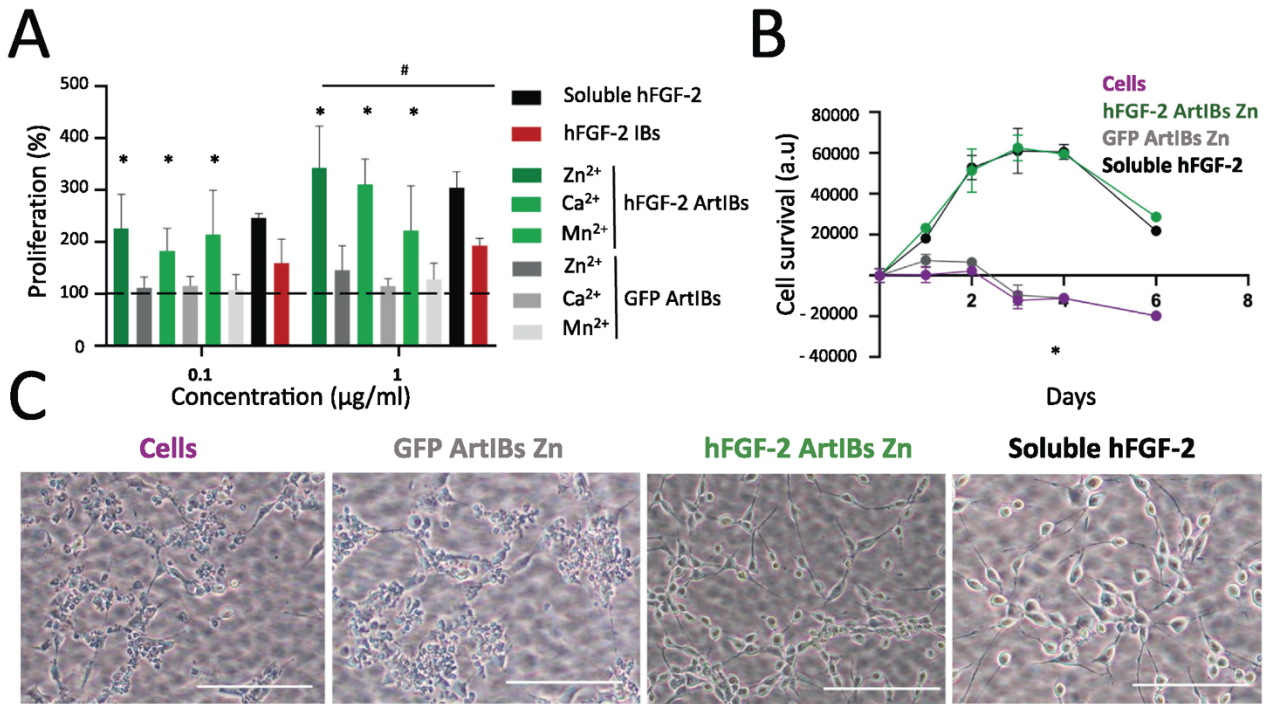 A
Proliferation (%)
500
400
300
200
100
0
* * *
* * *
#
0.1
1
Concentration (µg/ml)
Soluble hFGF-2
hFGF-2 IBs
Zn²⁺
Ca²⁺
Mn²⁺
hFGF-2 ArtIBs
Zn²⁺
Ca²⁺
Mn²⁺
GFP ArtIBs
B
Cells
hFGF-2 ArtIBs Zn
GFP ArtIBs Zn
Soluble hFGF-2
Cell survival (a.u)
80000
60000
40000
20000
0
- 20000
- 40000
2
4
6
8
*
Days
C
Cells
GFP ArtIBs Zn
hFGF-2 ArtIBs Zn
Soluble hFGF-2